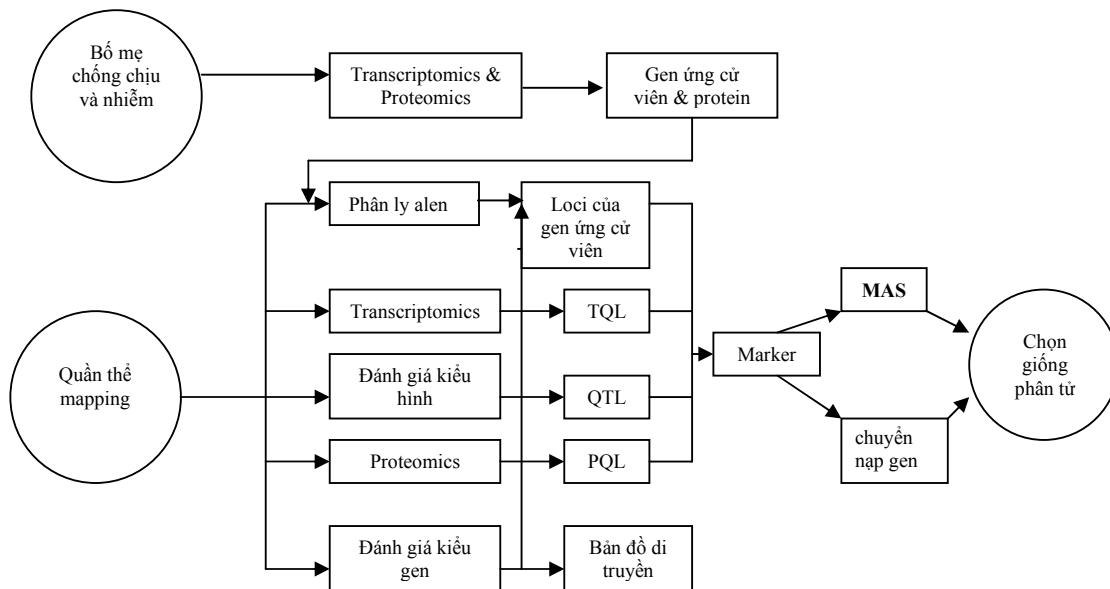 Bố mẹ
chống chịu
và nhiễm
Transcriptomics &
Proteomics
Gen ứng cử
viên & protein
Phân ly alen
Loci của
gen ứng cử
viên
Transcriptomics
TQL
MAS
Marker
Chọn
giống
phân tử
Quần thể
mapping
Đánh giá kiểu
hình
QTL
chuyển
nạp gen
Proteomics
PQL
Đánh giá kiểu
gen
Bản đồ di
truyền